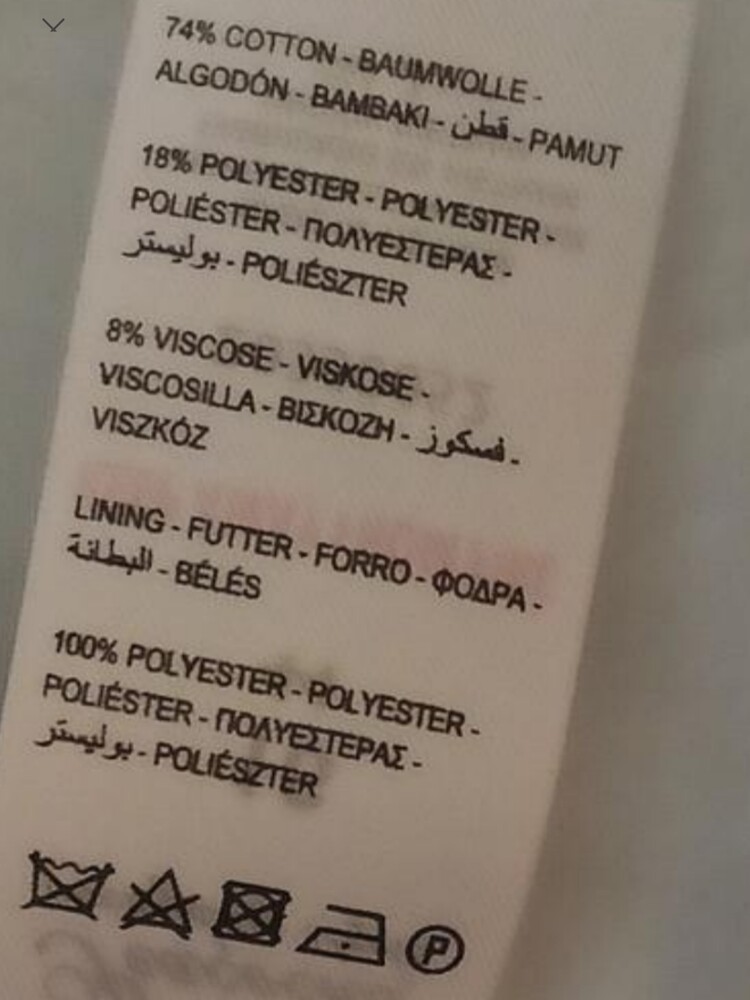 74% COTTON - BAUMWOLLE -
ALGODÓN - ΒΑΜΒΑΚΙ - قطن - PAMUT
18% POLYESTER - POLYESTER -
POLIÉSTER - ΠΟΛΥΕΣΤΕΡΑΣ -
بوليستر - POLIÉSZTER
8% VISCOSE - VISKOSE -
VISCOSILLA - ΒΙΣΚΟΖΗ - فسكوز -
VISZKÓZ
LINING - FUTTER - FORRO - ΦΟΔΡΑ -
البطانة - BÉLÉS
100% POLYESTER - POLYESTER -
POLIÉSTER - ΠΟΛΥΕΣΤΕΡΑΣ -
بوليستر - POLIÉSZTER
P